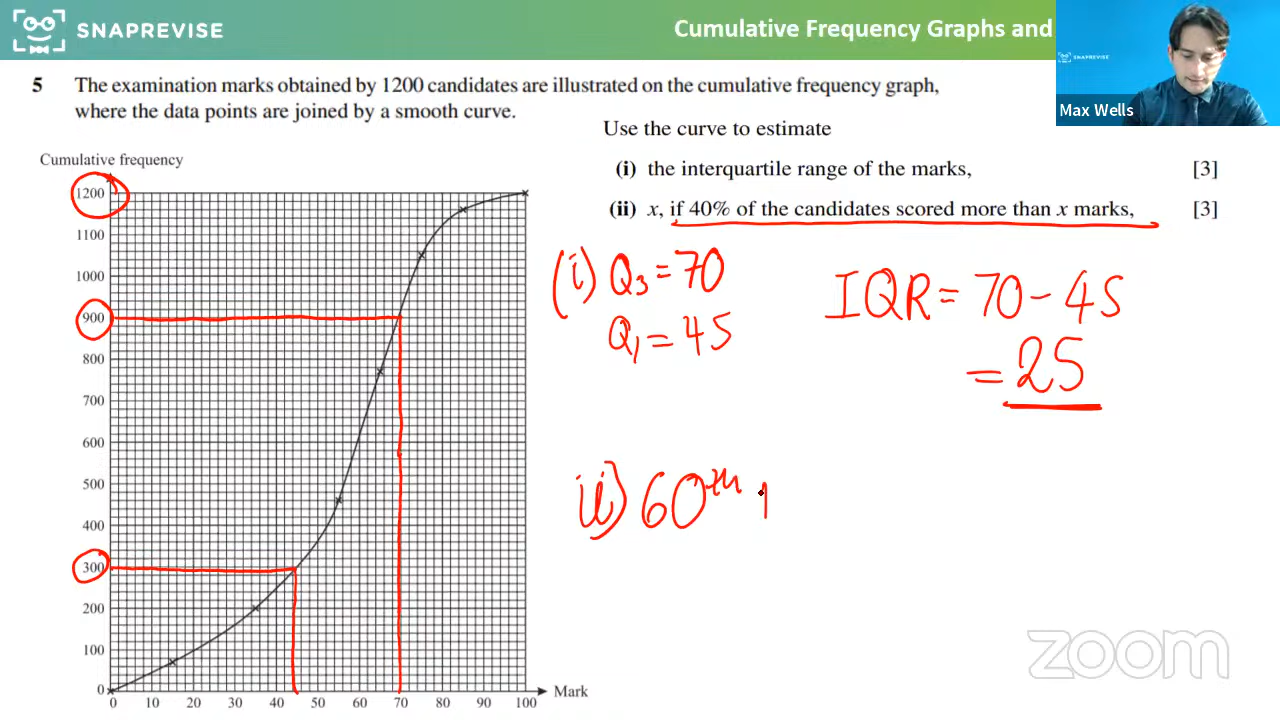 SNAPREVISE
Cumulative Frequency Graphs and
SNAPREVISE
Max Wells
5 The examination marks obtained by 1200 candidates are illustrated on the cumulative frequency graph,
where the data points are joined by a smooth curve.
Use the curve to estimate
(i) the interquartile range of the marks, [3]
(ii) x, if 40% of the candidates scored more than x marks, [3]
Cumulative frequency
1200
1100
1000
900
800
700
600
500
400
300
200
100
0
0 10 20 30 40 50 60 70 80 90 100
Mark
(i) Q3 = 70
Q1 = 45
IQR = 70 - 45
= 25
ii) 60th
zoom